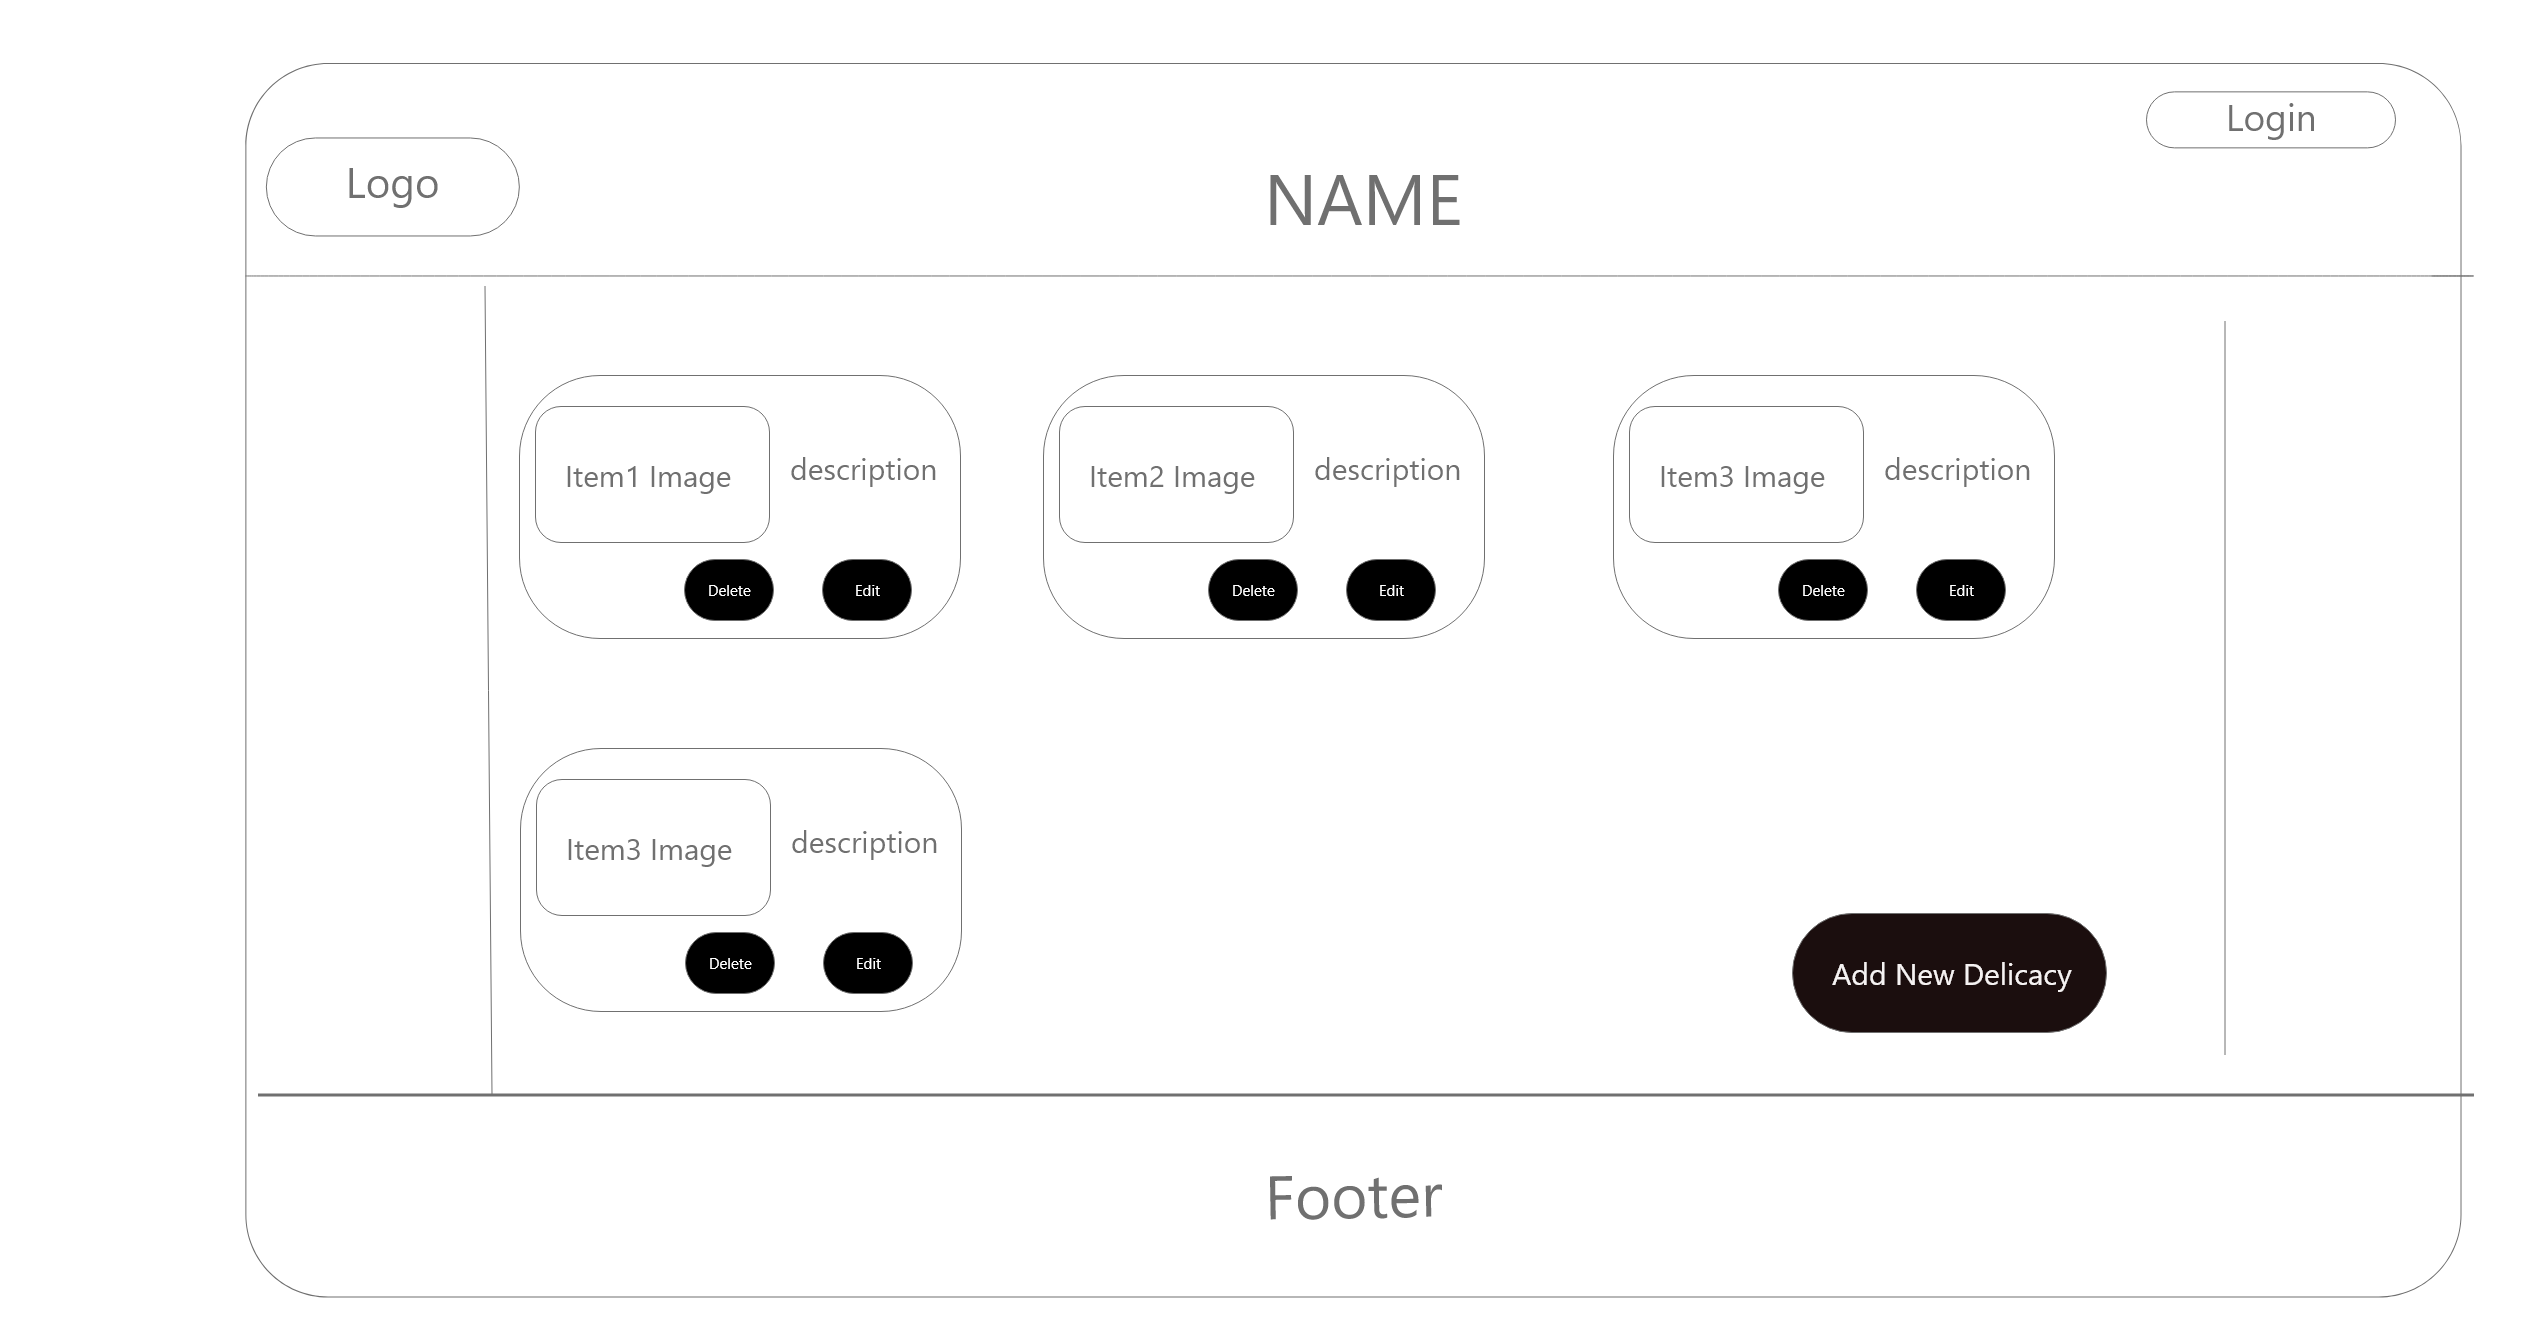 Login
Logo
NAME
Item1 Image
description
Delete
Edit
Item2 Image
description
Delete
Edit
Item3 Image
description
Delete
Edit
Item3 Image
description
Delete
Edit
Add New Delicacy
Footer